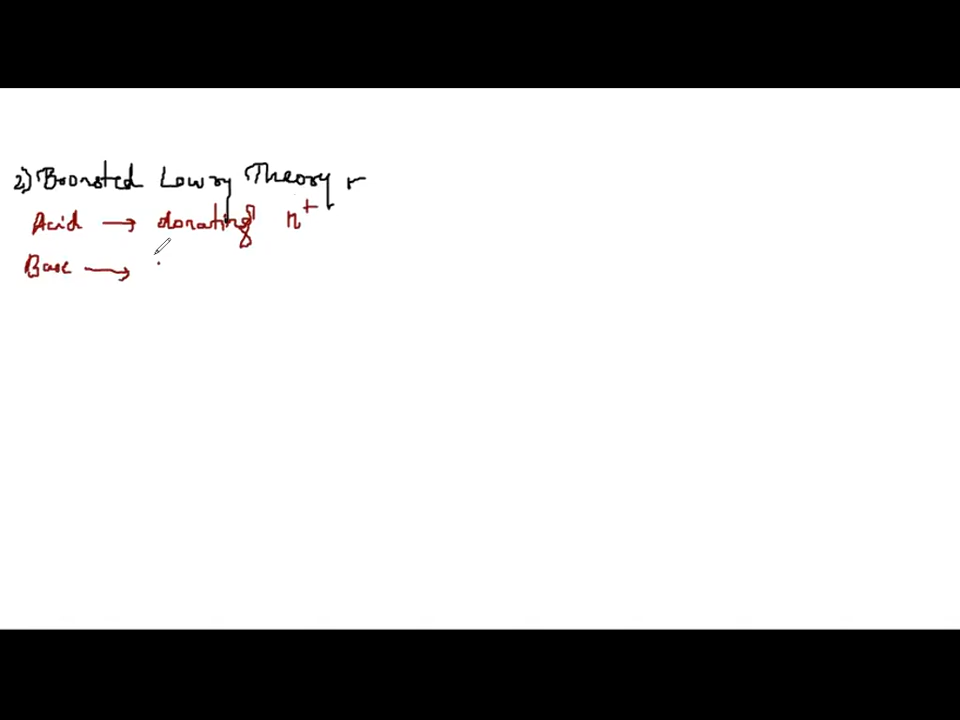 2) Bronsted Lowry Theory :-
Acid → donating H+
Base →